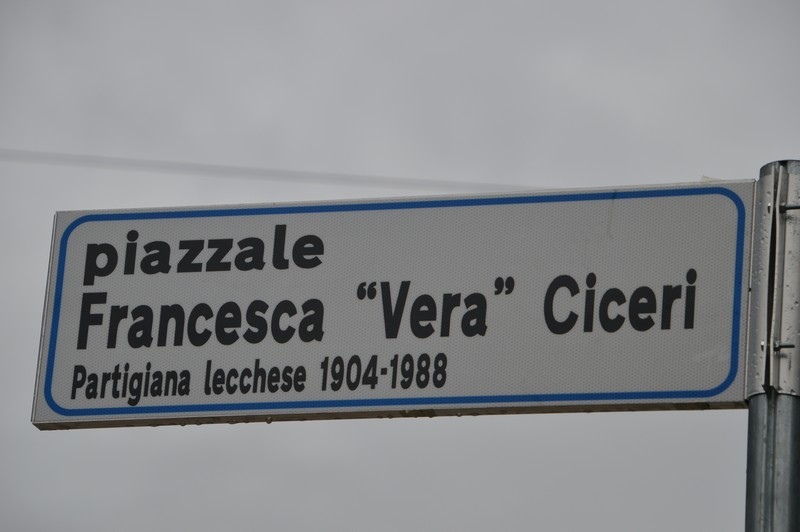 piazzale
Francesca “Vera” Ciceri
Partigiana lecchese 1904-1988